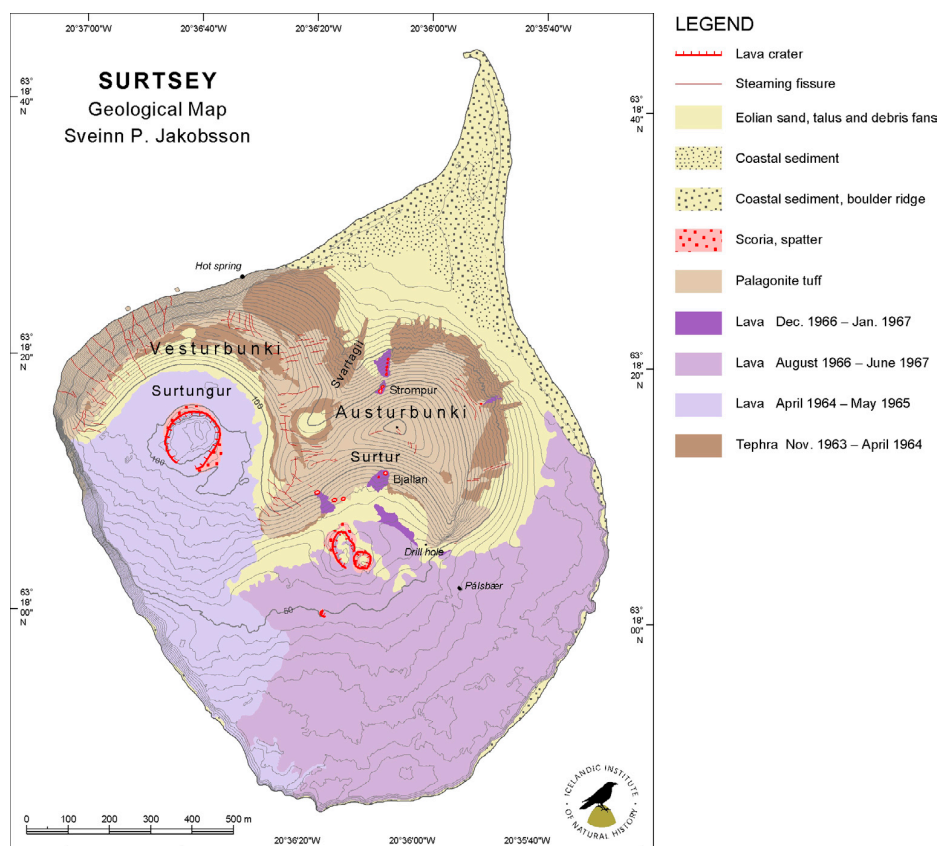 20°37'00"W 20°36'40"W 20°36'20"W 20°36'00"W 20°35'40"W
SURTSEY
Geological Map
Sveinn P. Jakobsson
63°
18'
40"
N
63°
18'
40"
N
Hot spring
63°
18'
20"
N
63°
18'
20"
N
Vesturbunki
Svartagil
Surtungur
100
Strompur
Austurbunki
100
Surtur
Bjallan
Drill hole
Pálsbær
50
63°
18'
00"
N
63°
18'
00"
N
0 100 200 300 400 500 m
20°36'20"W 20°36'00"W 20°35'40"W
ICELANDIC INSTITUTE
OF NATURAL HISTORY
LEGEND
Lava crater
Steaming fissure
Eolian sand, talus and debris fans
Coastal sediment
Coastal sediment, boulder ridge
Scoria, spatter
Palagonite tuff
Lava Dec. 1966 – Jan. 1967
Lava August 1966 – June 1967
Lava April 1964 – May 1965
Tephra Nov. 1963 – April 1964